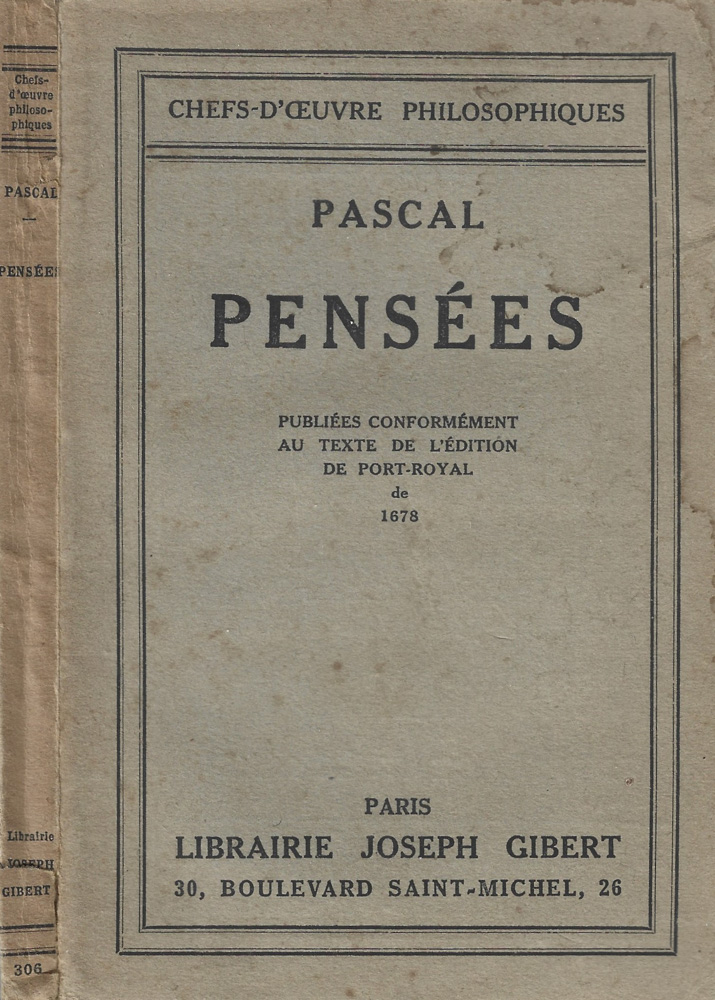 Chefs-
d'œuvre
philoso-
phiques
PASCAL
PENSÉES
Librairie
JOSEPH
GIBERT
306
CHEFS-D'ŒUVRE PHILOSOPHIQUES
PASCAL
PENSÉES
PUBLIÉES CONFORMÉMENT
AU TEXTE DE L'ÉDITION
DE PORT-ROYAL
de
1678
PARIS
LIBRAIRIE JOSEPH GIBERT
30, BOULEVARD SAINT-MICHEL, 26